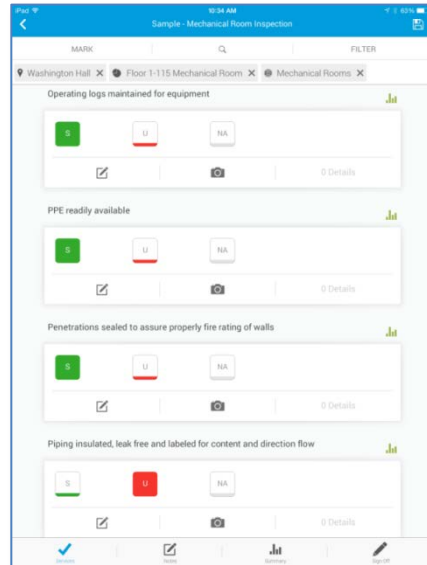 iPad 10:34 AM 63%
Sample - Mechanical Room Inspection
MARK FILTER
Washington Hall X Floor 1-115 Mechanical Room X Mechanical Rooms X
Operating logs maintained for equipment
S U NA
0 Details
PPE readily available
S U NA
0 Details
Penetrations sealed to assure properly fire rating of walls
S U NA
0 Details
Piping insulated, leak free and labeled for content and direction flow
S U NA
0 Details
Services Notes Summary Sign Off